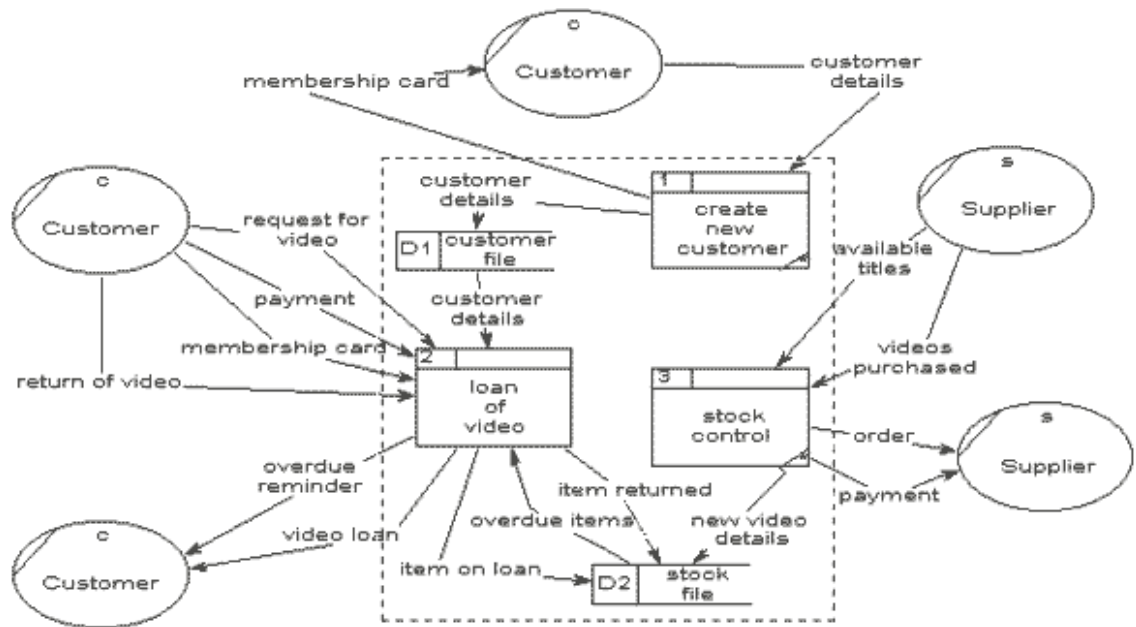 c
Customer
membership card
customer
details
c
Customer
customer
details
1
create
new
customer
s
Supplier
request for
video
D1
customer
file
available
titles
payment
customer
details
membership card
return of video
2
loan
of
video
3
stock
control
videos
purchased
order
s
Supplier
payment
overdue
reminder
item returned
video loan
overdue items
new video
details
c
Customer
item on loan
D2
stock
file